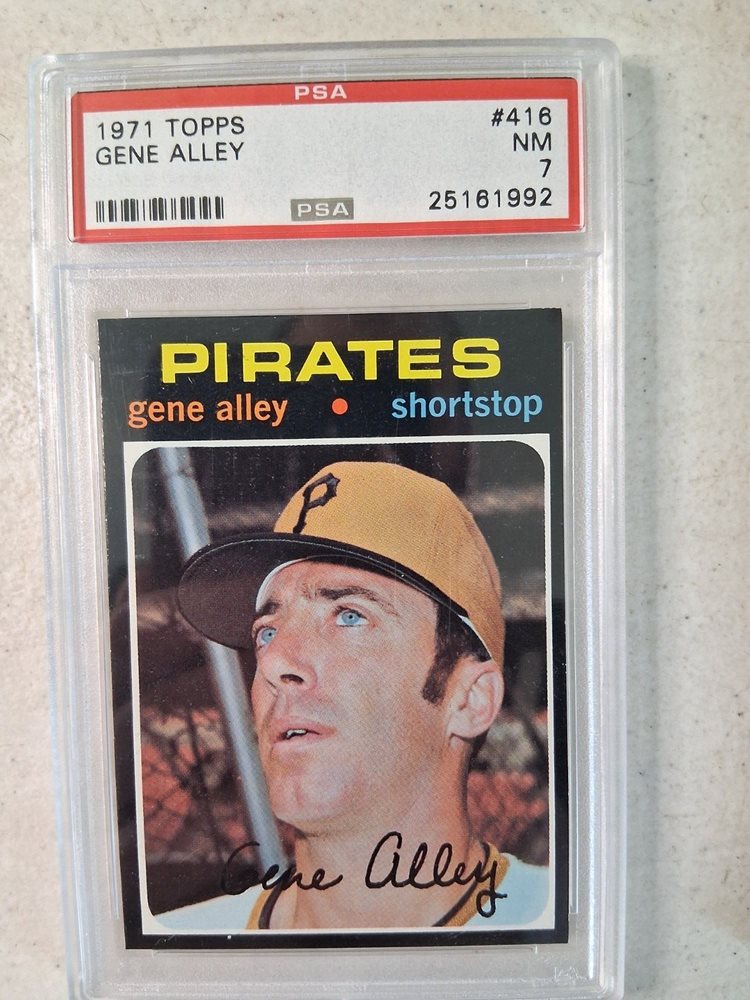 PSA
1971 TOPPS #416
GENE ALLEY NM
7
PSA 25161992
PIRATES
gene alley • shortstop
P
Gene Alley